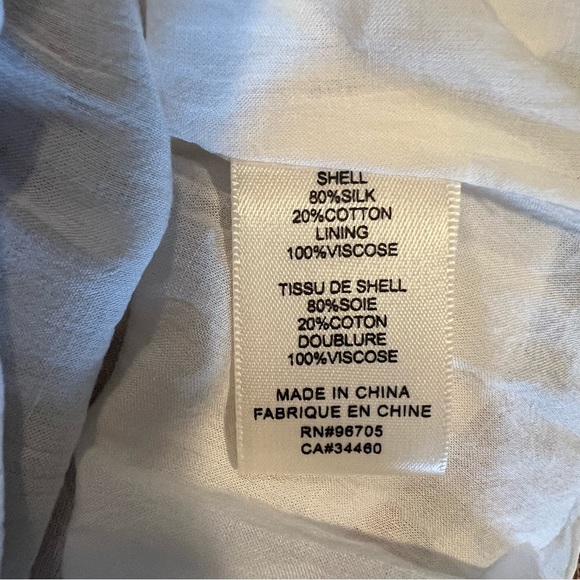 SHELL
80%SILK
20%COTTON
LINING
100%VISCOSE
TISSU DE SHELL
80%SOIE
20%COTON
DOUBLURE
100%VISCOSE
MADE IN CHINA
FABRIQUE EN CHINE
RN#96705
CA#34460